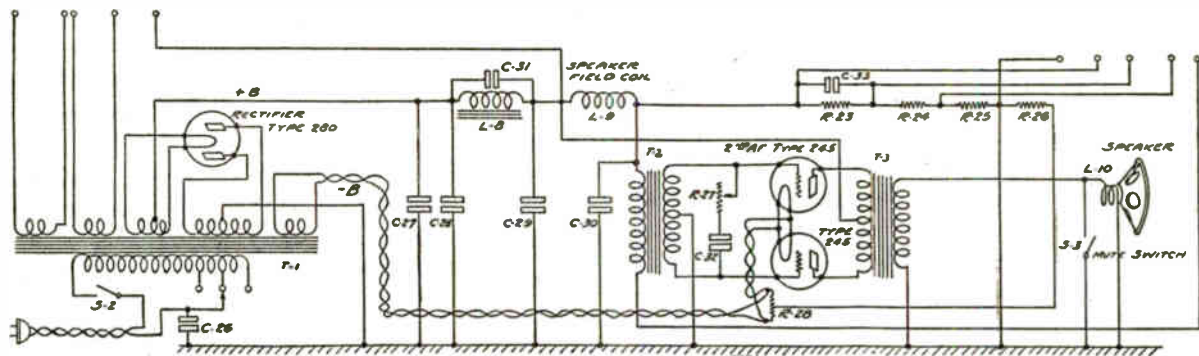 +B
RECTIFIER
TYPE 280
-B
T-1
S-2
C-26
C-27
C-28
C-31
L-8
C-29
SPEAKER
FIELD COIL
L-9
C-30
T-2
R-27
C-32
2ND AF TYPE 245
TYPE
245
R-28
T-3
C-33
R-23
R-24
R-25
R-26
SPEAKER
L-10
S-3
MUTE SWITCH